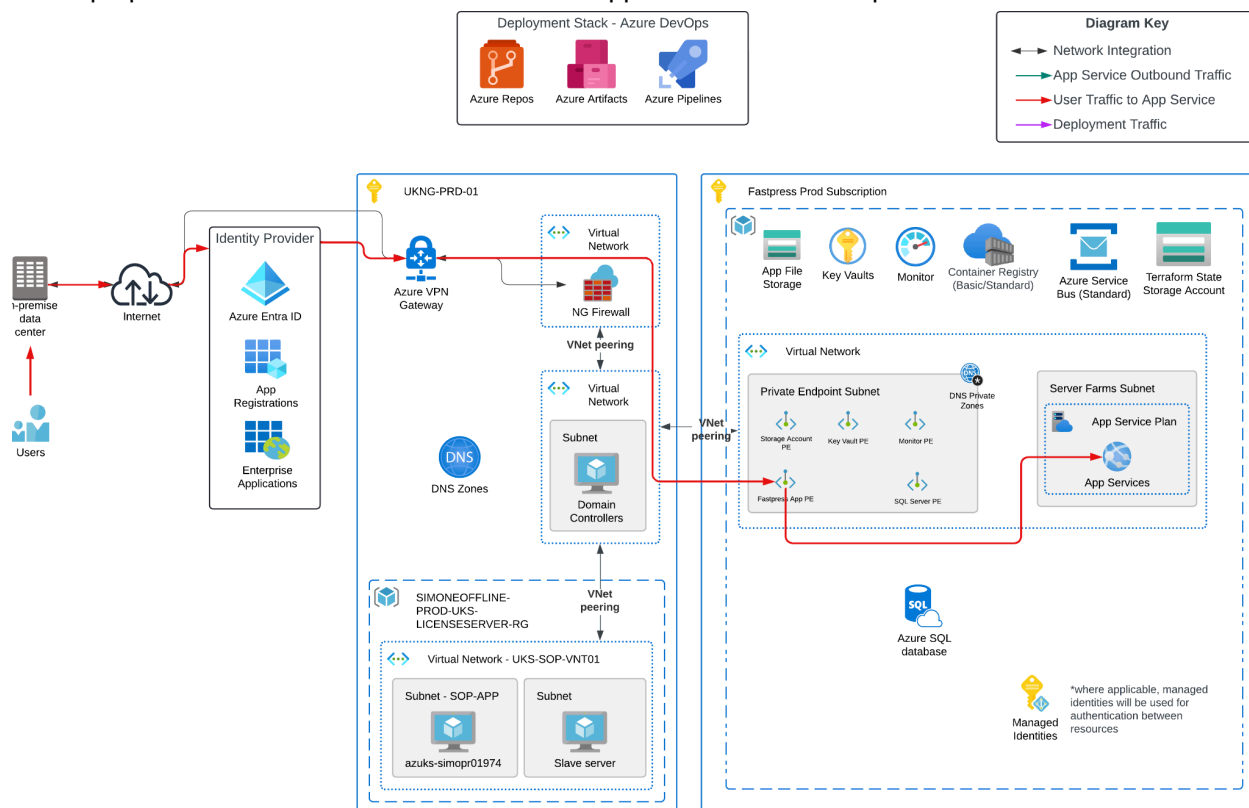 Deployment Stack - Azure DevOps
Azure Repos
Azure Artifacts
Azure Pipelines
Diagram Key
Network Integration
App Service Outbound Traffic
User Traffic to App Service
Deployment Traffic
UKNG-PRD-01
Fastpress Prod Subscription
Identity Provider
Azure Entra ID
App
Registrations
Enterprise
Applications
n-premise
data
center
Internet
Users
Azure VPN
Gateway
Virtual
Network
NG Firewall
VNet peering
Virtual
Network
Subnet
Domain
Controllers
DNS
DNS Zones
VNet
peering
VNet
peering
SIMONEOFFLINE-
PROD-UKS-
LICENSESERVER-RG
Virtual Network - UKS-SOP-VNT01
Subnet - SOP-APP
azuks-simopr01974
Subnet
Slave server
App File
Storage
Key Vaults
Monitor
Container Registry
(Basic/Standard)
Azure Service
Bus (Standard)
Terraform State
Storage Account
Virtual Network
Private Endpoint Subnet
DNS
*
DNS Private
Zones
Storage Account
PE
Key Vault PE
Monitor PE
Fastpress App PE
SQL Server PE
Server Farms Subnet
App Service Plan
App Services
SQL
Azure SQL
database
Managed
Identities
*where applicable, managed
identities will be used for
authentication between
resources